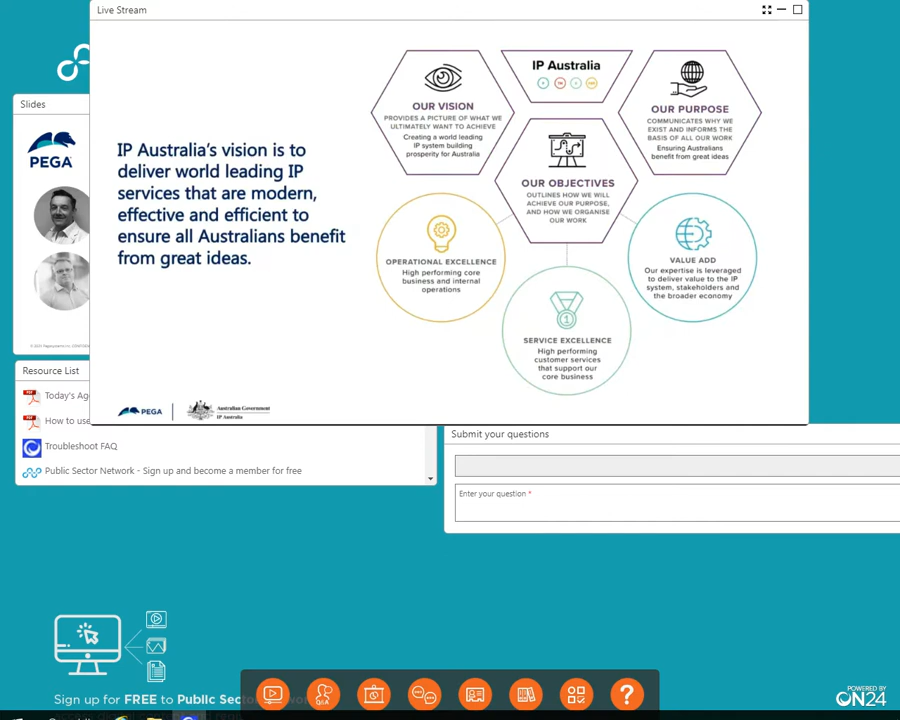 Live Stream
Slides
PEGA
IP Australia's vision is to
deliver world leading IP
services that are modern,
effective and efficient to
ensure all Australians benefit
from great ideas.
IP Australia
OUR VISION
PROVIDES A PICTURE OF WHAT WE
ULTIMATELY WANT TO ACHIEVE
Creating a world leading
IP system building
prosperity for Australia
OUR PURPOSE
COMMUNICATES WHY WE
EXIST AND INFORMS THE
BASIS OF ALL OUR WORK
Ensuring Australians
benefit from great ideas
OUR OBJECTIVES
OUTLINES HOW WE WILL
ACHIEVE OUR PURPOSE,
AND HOW WE ORGANISE
OUR WORK
OPERATIONAL EXCELLENCE
High performing core
business and internal
operations
VALUE ADD
Our expertise is leveraged
to deliver value to the IP
system, stakeholders and
the broader economy
SERVICE EXCELLENCE
High performing
customer services
that support our
core business
PEGA
Australian Government
IP Australia
Resource List
Today's Ag
How to use
Troubleshoot FAQ
Public Sector Network - Sign up and become a member for free
Submit your questions
Enter your question *
Sign up for FREE to Public Sect
Q&A
?
POWERED BY
ON24